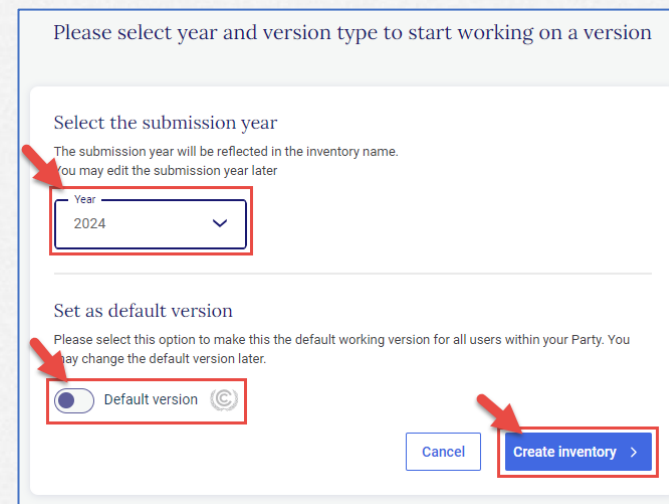 Please select year and version type to start working on a version
Select the submission year
The submission year will be reflected in the inventory name.
You may edit the submission year later
Year
2024
Set as default version
Please select this option to make this the default working version for all users within your Party. You
may change the default version later.
Default version
Cancel
Create inventory